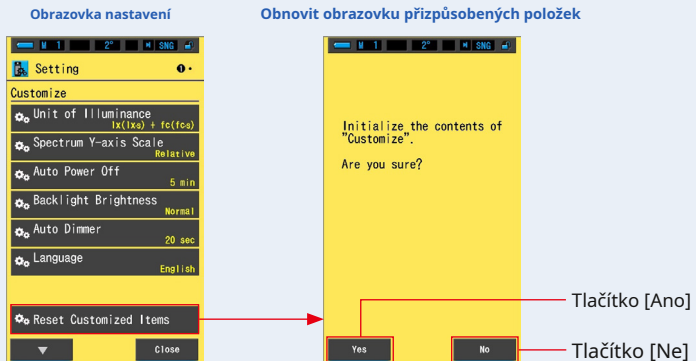 Obrazovka nastavení
Obnovit obrazovku přizpůsobených položek
M 1 2° SNG
Setting
Customize
Unit of Illuminance
lx(lxs) + fc(fcs)
Spectrum Y-axis Scale
Relative
Auto Power Off
5 min
Backlight Brightness
Normal
Auto Dimmer
20 sec
Language
English
Reset Customized Items
▼ Close
M 1 2° SNG
Initialize the contents of
"Customize".
Are you sure?
Yes No
Tlačítko [Ano]
Tlačítko [Ne]